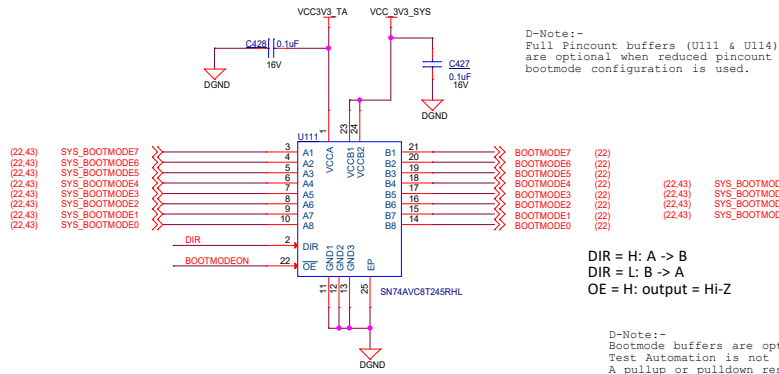 VCC3V3_TA
VCC_3V3_SYS
D-Note:-
Full Pincount buffers (U111 & U114)
are optional when reduced pincount
bootmode configuration is used.
C428
0.1uF
16V
DGND
C427
0.1uF
16V
DGND
U111
1
23
24
VCCA
VCCB1
VCCB2
(22,43) SYS_BOOTMODE7 3 A1 B1 21 BOOTMODE7 (22)
(22,43) SYS_BOOTMODE6 4 A2 B2 20 BOOTMODE6 (22)
(22,43) SYS_BOOTMODE5 5 A3 B3 19 BOOTMODE5 (22)
(22,43) SYS_BOOTMODE4 6 A4 B4 18 BOOTMODE4 (22) (22,43) SYS_BOOTMOD
(22,43) SYS_BOOTMODE3 7 A5 B5 17 BOOTMODE3 (22) (22,43) SYS_BOOTMOD
(22,43) SYS_BOOTMODE2 8 A6 B6 16 BOOTMODE2 (22) (22,43) SYS_BOOTMOD
(22,43) SYS_BOOTMODE1 9 A7 B7 15 BOOTMODE1 (22) (22,43) SYS_BOOTMOD
(22,43) SYS_BOOTMODE0 10 A8 B8 14 BOOTMODE0 (22)
DIR 2 DIR
BOOTMODEON 22 OE
GND1
GND2
GND3
EP
11
12
13
25
SN74AVC8T245RHL
DGND
DIR = H: A -> B
DIR = L: B -> A
OE = H: output = Hi-Z
D-Note:-
Bootmode buffers are opt
Test Automation is not
A pullup or pulldown res